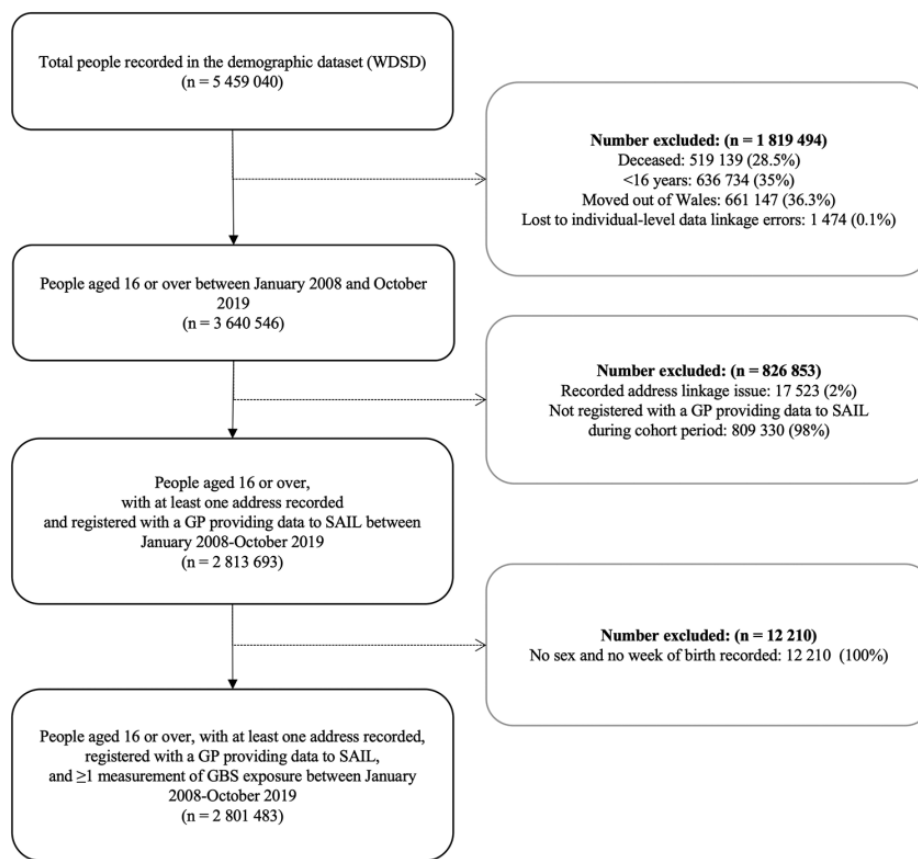 Total people recorded in the demographic dataset (WDSD)
(n = 5 459 040)
Number excluded: (n = 1 819 494)
Deceased: 519 139 (28.5%)
<16 years: 636 734 (35%)
Moved out of Wales: 661 147 (36.3%)
Lost to individual-level data linkage errors: 1 474 (0.1%)
People aged 16 or over between January 2008 and October
2019
(n = 3 640 546)
Number excluded: (n = 826 853)
Recorded address linkage issue: 17 523 (2%)
Not registered with a GP providing data to SAIL
during cohort period: 809 330 (98%)
People aged 16 or over,
with at least one address recorded
and registered with a GP providing data to SAIL between
January 2008-October 2019
(n = 2 813 693)
Number excluded: (n = 12 210)
No sex and no week of birth recorded: 12 210 (100%)
People aged 16 or over, with at least one address recorded,
registered with a GP providing data to SAIL,
and ≥1 measurement of GBS exposure between January
2008-October 2019
(n = 2 801 483)